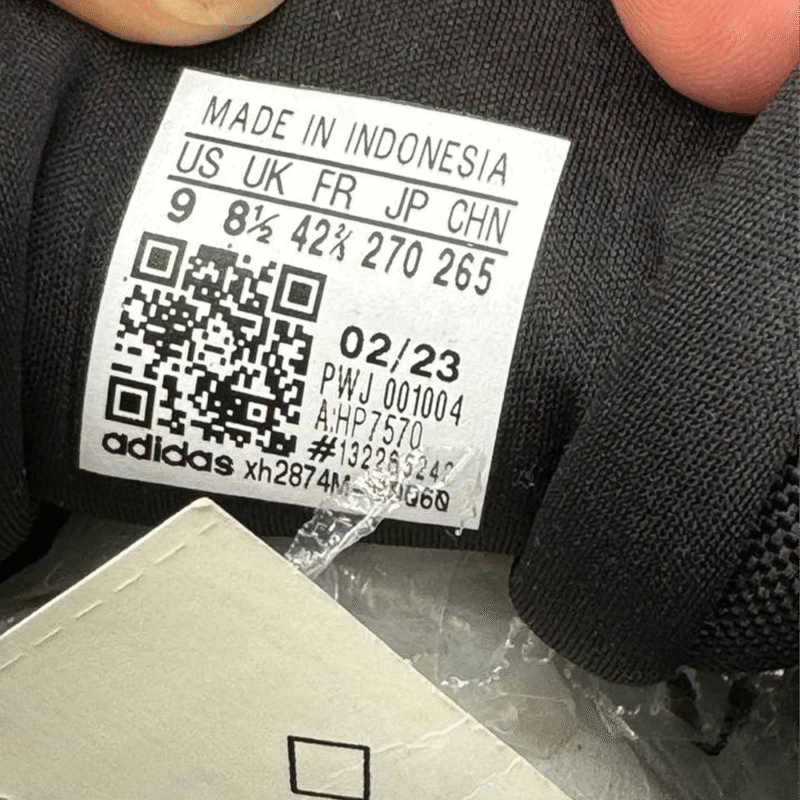 MADE IN INDONESIA
US UK FR JP CHN
9 8½ 42⅔ 270 265
02/23
PWJ 001004
A:HP7570
adidas